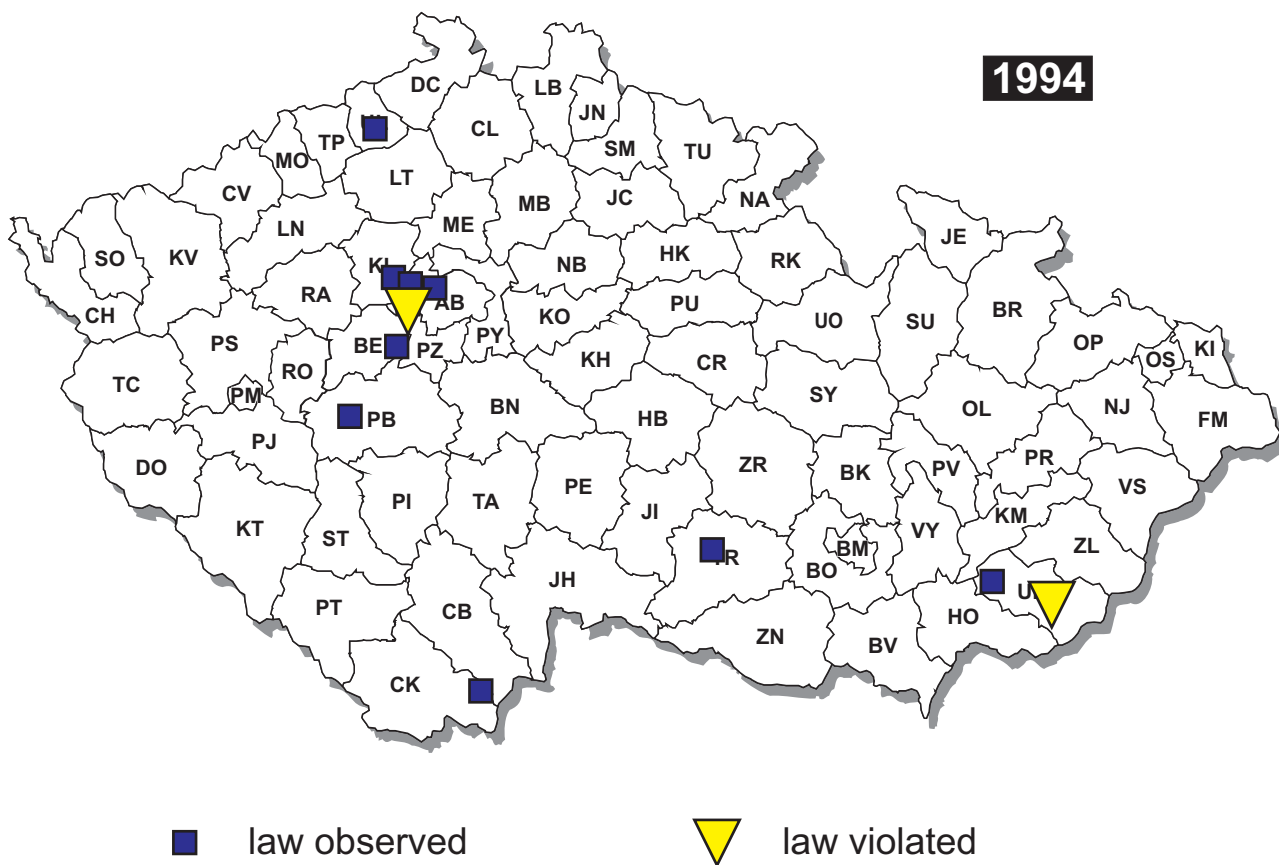 1994
DC
LB
JN
TP
CL
SM
TU
MO
LT
CV
MB
JC
NA
LN
ME
JE
SO
KV
HK
NB
RK
RA
AB
BR
CH
KO
PU
UO
SU
PS
BE
PZ
PY
OP
OS
KI
TC
RO
KH
CR
PM
SY
PB
BN
HB
OL
NJ
FM
PJ
DO
ZR
BK
PV
PR
VS
KT
PI
TA
PE
JI
ST
KM
VY
BM
BO
ZL
JH
PT
CB
HO
ZN
BV
CK
law observed
law violated